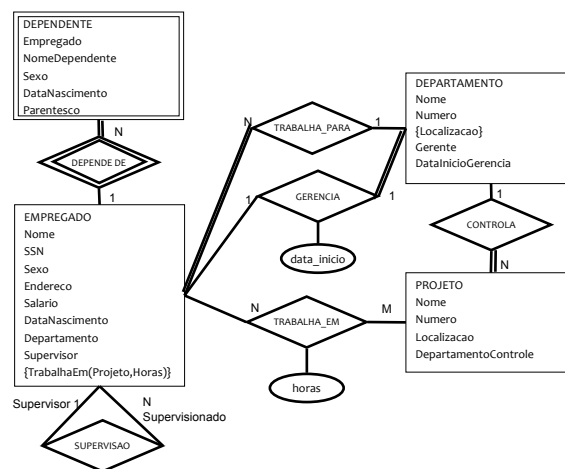 DEPENDENTE
Empregado
NomeDependente
Sexo
DataNascimento
Parentesco
N
DEPENDE DE
1
EMPREGADO
Nome
SSN
Sexo
Endereco
Salario
DataNascimento
Departamento
Supervisor
{TrabalhaEm(Projeto,Horas)}
Supervisor 1
N
Supervisionado
SUPERVISAO
N
TRABALHA_PARA
1
1
GERENCIA
1
data_inicio
N
TRABALHA_EM
M
horas
DEPARTAMENTO
Nome
Numero
{Localizacao}
Gerente
DataInicioGerencia
1
CONTROLA
N
PROJETO
Nome
Numero
Localizacao
DepartamentoControle